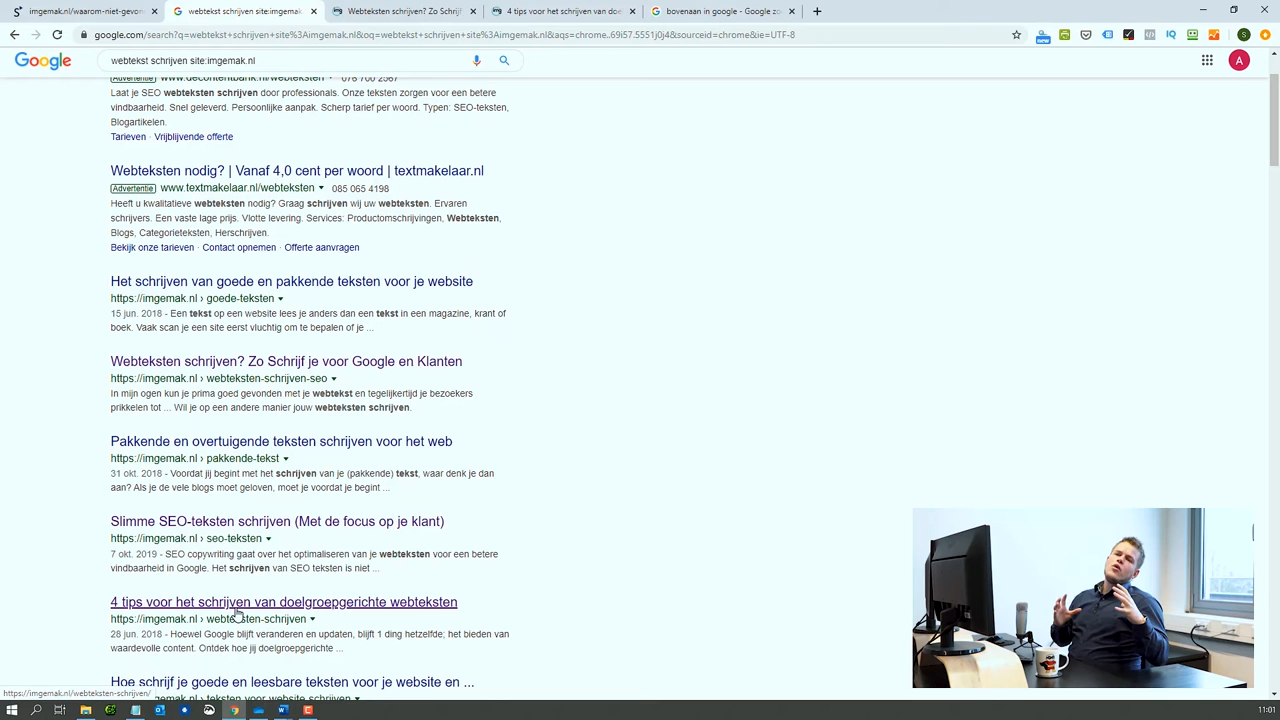 imgemak.nl/waarom-niet-gevon
webtekst schrijven site:imgemak
Webteksten schrijven? Zo Schrijf
4 tips voor het schrijven van doel
bovenaan in google - Google zo
google.com/search?q=webtekst+schrijven+site%3Aimgemak.nl&oq=webtekst+schrijven+site%3Aimgemak.nl&aqs=chrome..69i57.5551j0j4&sourceid=chrome&ie=UTF-8
new
IQ
S
Google
webtekst schrijven site:imgemak.nl
A
Advertentie www.decontentbank.nl/webteksten 076 700 2567
Laat je SEO webteksten schrijven door professionals. Onze teksten zorgen voor een betere
vindbaarheid. Snel geleverd. Persoonlijke aanpak. Scherp tarief per woord. Typen: SEO-teksten,
Blogartikelen.
Tarieven · Vrijblijvende offerte
Webteksten nodig? | Vanaf 4,0 cent per woord | textmakelaar.nl
Advertentie www.textmakelaar.nl/webteksten 085 065 4198
Heeft u kwalitatieve webteksten nodig? Graag schrijven wij uw webteksten. Ervaren
schrijvers. Een vaste lage prijs. Vlotte levering. Services: Productomschrijvingen, Webteksten,
Blogs, Categorieteksten, Herschrijven.
Bekijk onze tarieven · Contact opnemen · Offerte aanvragen
Het schrijven van goede en pakkende teksten voor je website
https://imgemak.nl › goede-teksten
15 jun. 2018 - Een tekst op een website lees je anders dan een tekst in een magazine, krant of
boek. Vaak scan je een site eerst vluchtig om te bepalen of je ...
Webteksten schrijven? Zo Schrijf je voor Google en Klanten
https://imgemak.nl › webteksten-schrijven-seo
In mijn ogen kun je prima goed gevonden met je webtekst en tegelijkertijd je bezoekers
prikkelen tot ... Wil je op een andere manier jouw webteksten schrijven.
Pakkende en overtuigende teksten schrijven voor het web
https://imgemak.nl › pakkende-tekst
31 okt. 2018 - Voordat jij begint met het schrijven van je (pakkende) tekst, waar denk je dan
aan? Als je de vele blogs moet geloven, moet je voordat je begint ...
Slimme SEO-teksten schrijven (Met de focus op je klant)
https://imgemak.nl › seo-teksten
7 okt. 2019 - SEO copywriting gaat over het optimaliseren van je webteksten voor een betere
vindbaarheid in Google. Het schrijven van SEO teksten is niet ...
4 tips voor het schrijven van doelgroepgerichte webteksten
https://imgemak.nl › webteksten-schrijven
28 jun. 2018 - Hoewel Google blijft veranderen en updaten, blijft 1 ding hetzelfde; het bieden van
waardevolle content. Ontdek hoe jij doelgroepgerichte ...
Hoe schrijf je goede en leesbare teksten voor je website en ...
https://imgemak.nl/webteksten-schrijven/
imgemak.nl › teksten-voor-website-schrijven
11:01